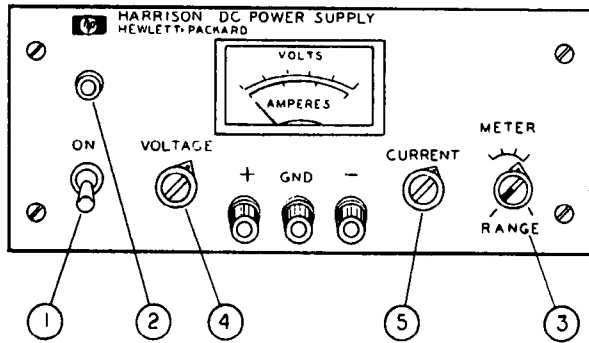 hp HARRISON DC POWER SUPPLY
HEWLETT-PACKARD
VOLTS
AMPERES
ON VOLTAGE + GND - CURRENT METER
RANGE
1 2 4 5 3